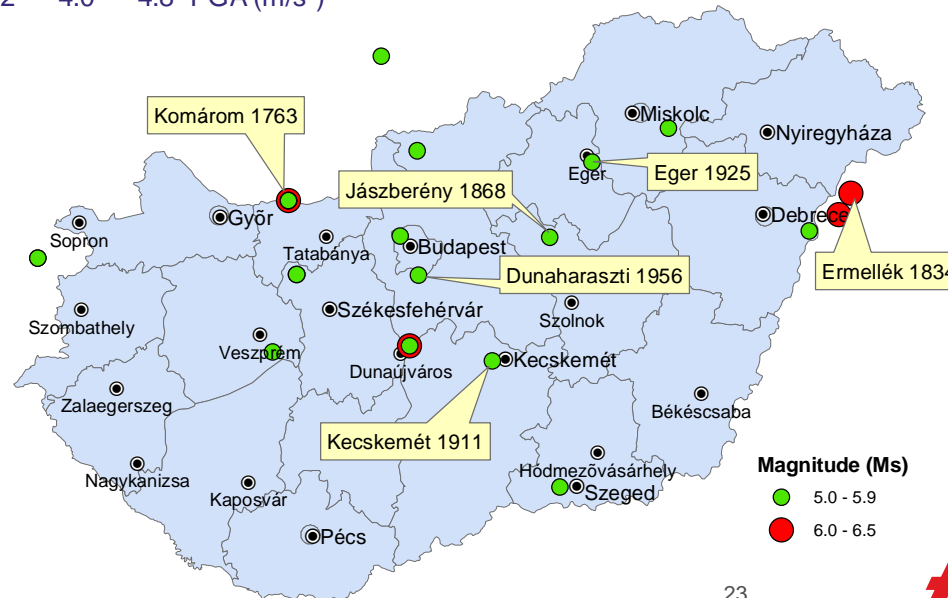 4.0 4.8 PGA (m/s²)
Komárom 1763
Miskolc
Nyiregyháza
Eger
Eger 1925
Jászberény 1868
Győr
Sopron
Debrece
Tatabánya
Budapest
Ermellék 1834
Dunaharaszti 1956
Székesfehérvár
Szombathely
Szolnok
Veszprém
Dunaújváros
Kecskemét
Zalaegerszeg
Békéscsaba
Kecskemét 1911
Hódmezõvásárhely
Nagykanizsa
Kaposvár
Szeged
Magnitude (Ms)
5.0 - 5.9
6.0 - 6.5
Pécs
23